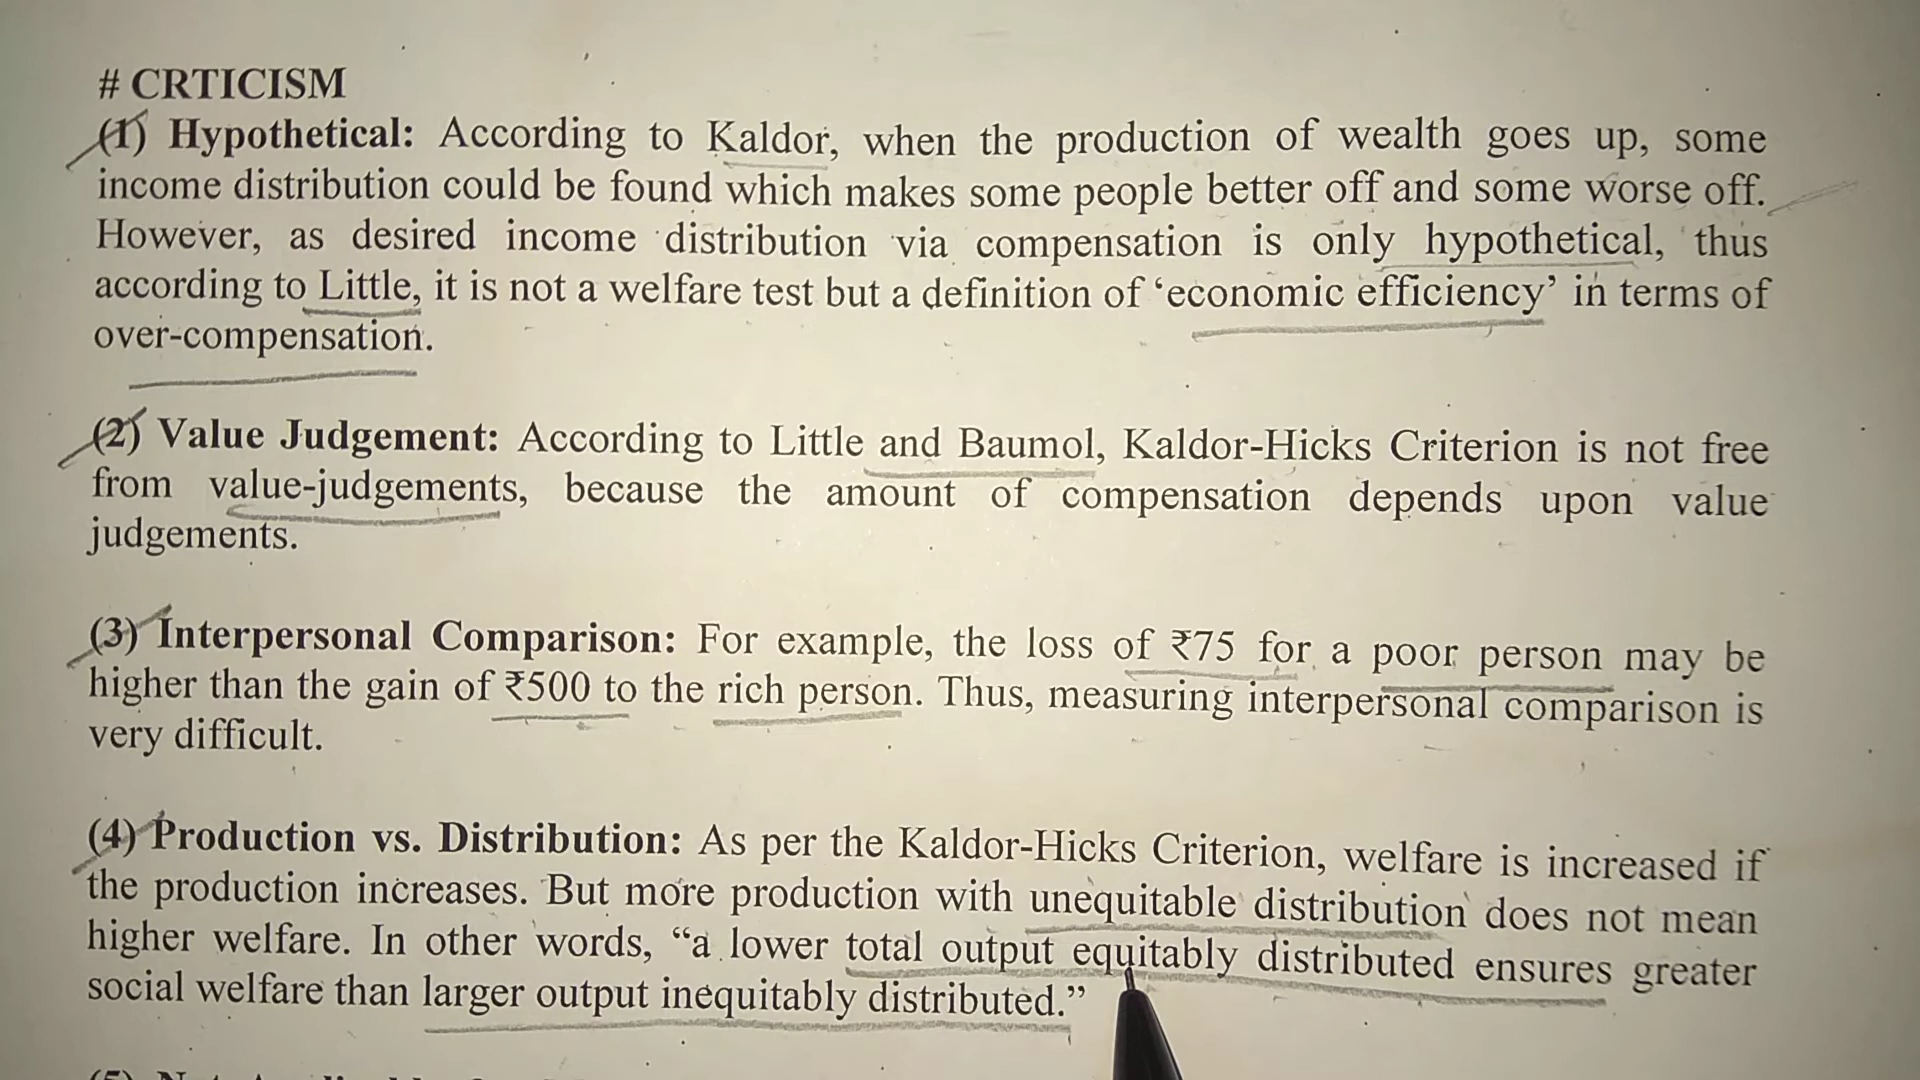 # CRTICISM
(1) Hypothetical: According to Kaldor, when the production of wealth goes up, some
income distribution could be found which makes some people better off and some worse off.
However, as desired income distribution via compensation is only hypothetical, thus
according to Little, it is not a welfare test but a definition of ‘economic efficiency’ in terms of
over-compensation.
(2) Value Judgement: According to Little and Baumol, Kaldor-Hicks Criterion is not free
from value-judgements, because the amount of compensation depends upon value
judgements.
(3) Interpersonal Comparison: For example, the loss of ₹75 for a poor person may be
higher than the gain of ₹500 to the rich person. Thus, measuring interpersonal comparison is
very difficult.
(4) Production vs. Distribution: As per the Kaldor-Hicks Criterion, welfare is increased if
the production increases. But more production with unequitable distribution does not mean
higher welfare. In other words, “a lower total output equitably distributed ensures greater
social welfare than larger output inequitably distributed.”